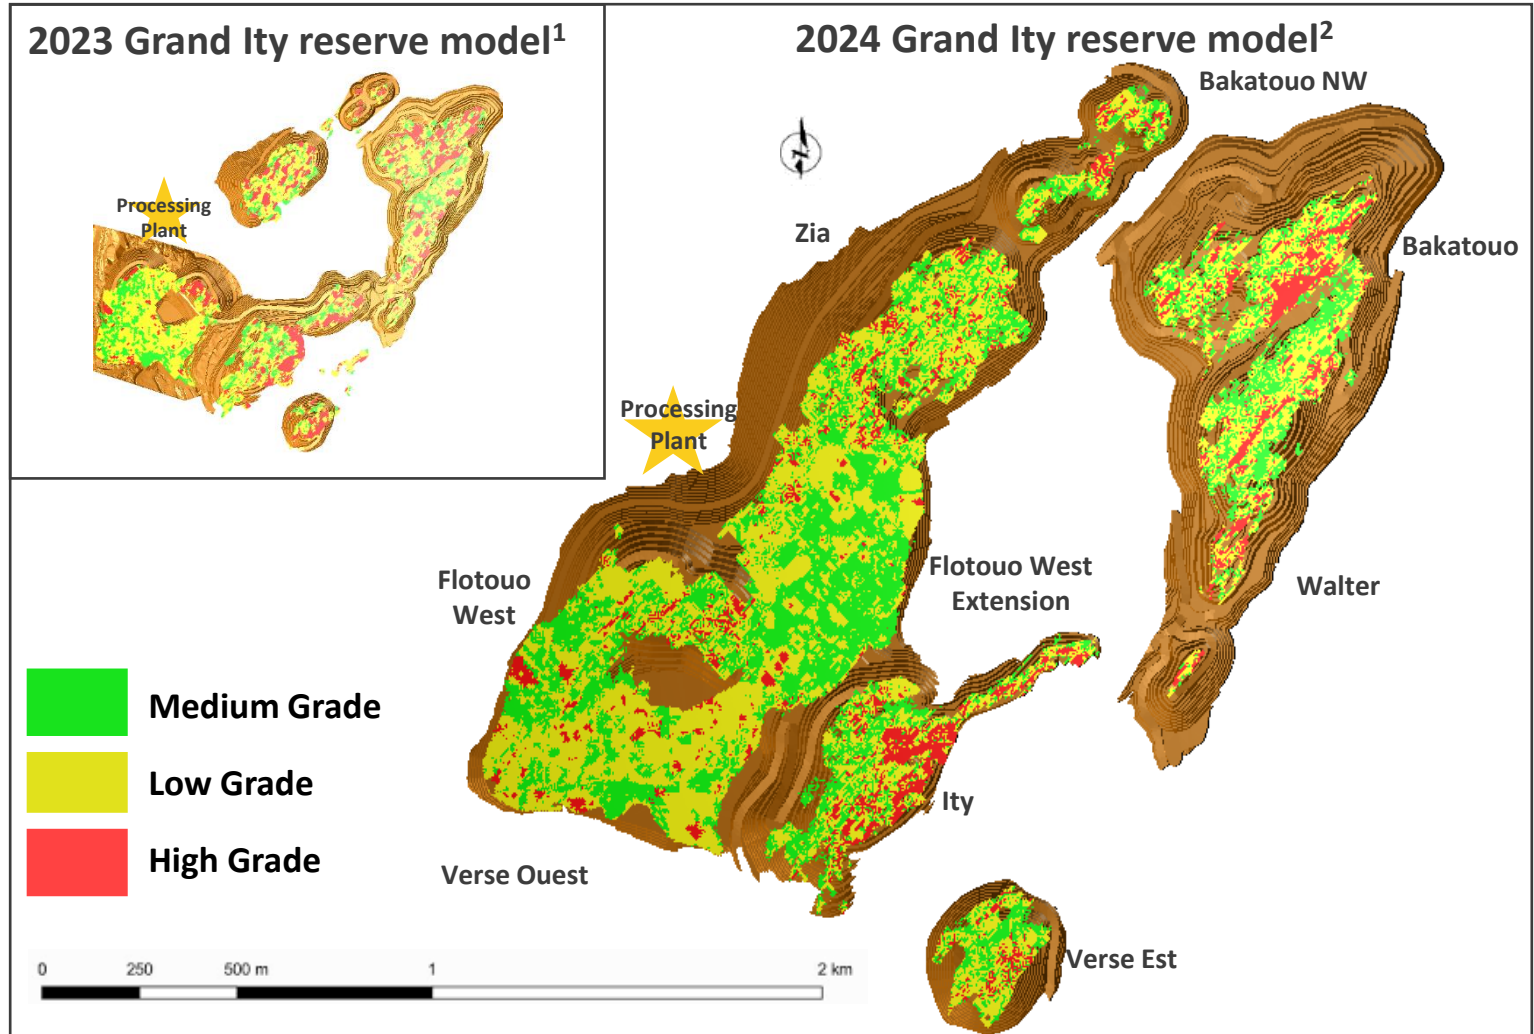 2023 Grand Ity reserve model1
Processing
Plant
2024 Grand Ity reserve model2
Bakatouo NW
N
Zia
Bakatouo
Processing
Plant
Flotouo
West
Flotouo West
Extension
Walter
Medium Grade
Low Grade
High Grade
Ity
Verse Ouest
Verse Est
0 250 500 m 1 2 km